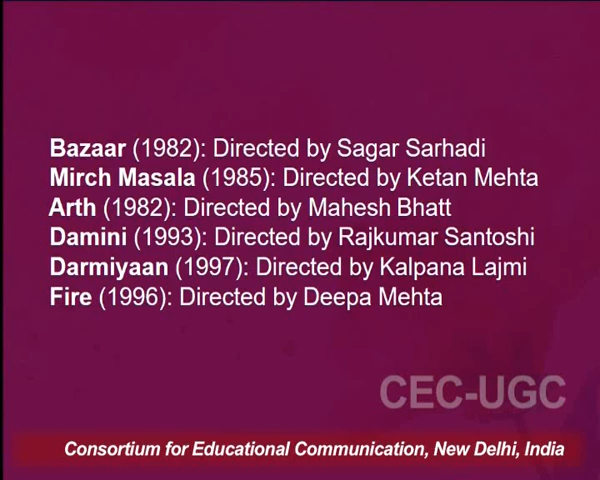 Bazaar (1982): Directed by Sagar Sarhadi
Mirch Masala (1985): Directed by Ketan Mehta
Arth (1982): Directed by Mahesh Bhatt
Damini (1993): Directed by Rajkumar Santoshi
Darmiyaan (1997): Directed by Kalpana Lajmi
Fire (1996): Directed by Deepa Mehta
CEC-UGC
Consortium for Educational Communication, New Delhi, India